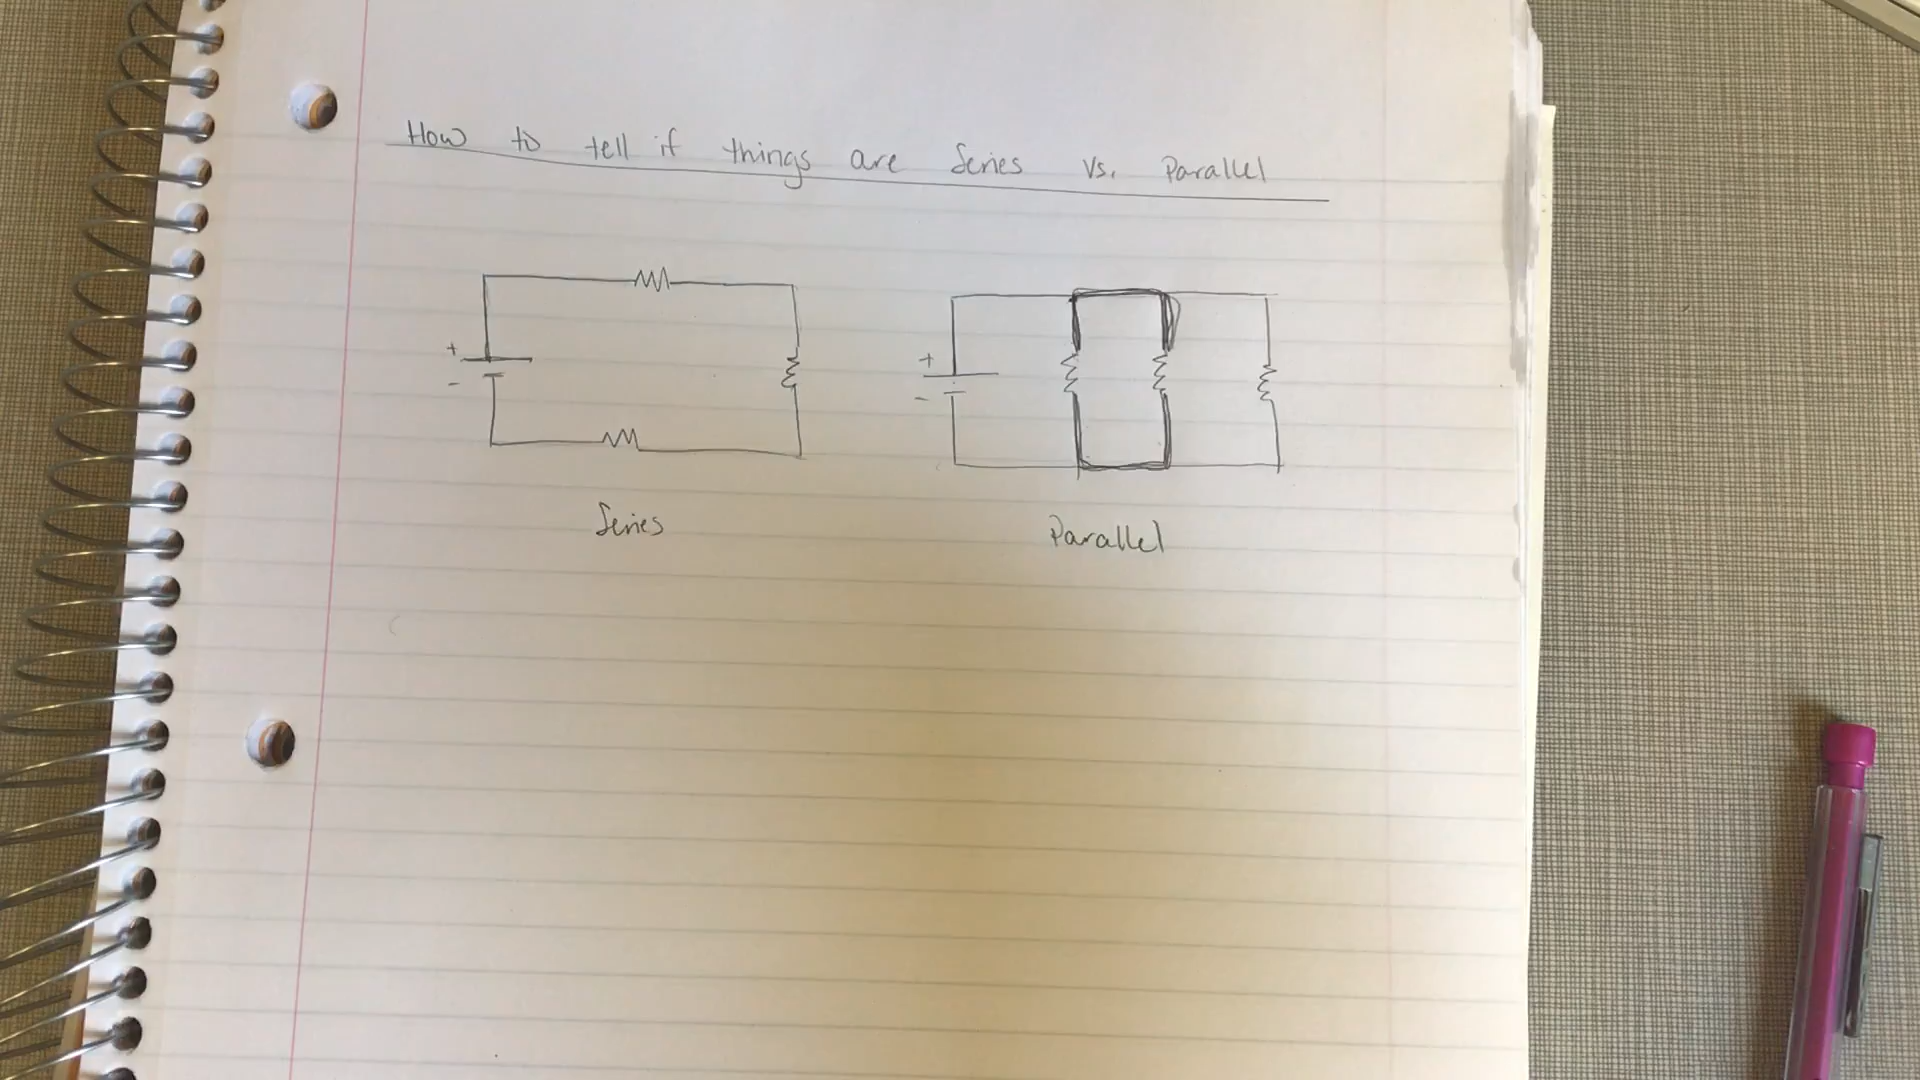 How to tell if things are Series vs. Parallel
+
-
+
-
Series
Parallel